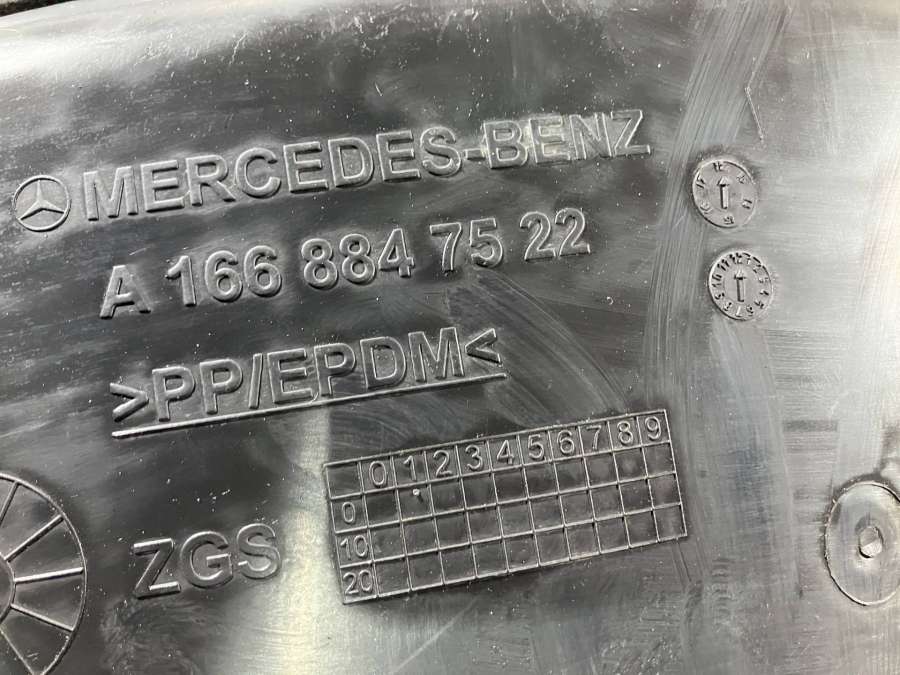 MERCEDES-BENZ
A 166 884 75 22
>PP/EPDM<
ZGS
0 1 2 3 4 5 6 7 8 9
0
10
20